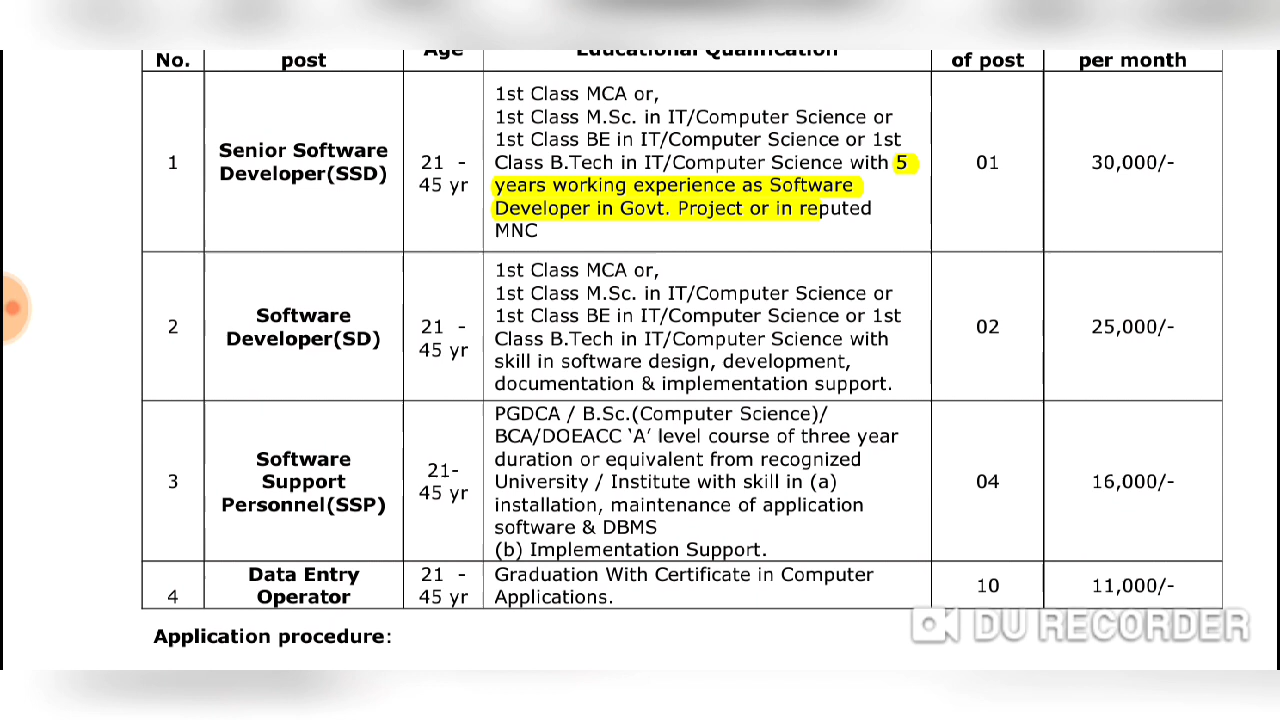 Age
Educational Qualification
No.
post
of post
per month
1
Senior Software
Developer(SSD)
21 -
45 yr
1st Class MCA or,
1st Class M.Sc. in IT/Computer Science or
1st Class BE in IT/Computer Science or 1st
Class B.Tech in IT/Computer Science with 5
years working experience as Software
Developer in Govt. Project or in reputed
MNC
01
30,000/-
2
Software
Developer(SD)
21 -
45 yr
1st Class MCA or,
1st Class M.Sc. in IT/Computer Science or
1st Class BE in IT/Computer Science or 1st
Class B.Tech in IT/Computer Science with
skill in software design, development,
documentation & implementation support.
02
25,000/-
3
Software
Support
Personnel(SSP)
21-
45 yr
PGDCA / B.Sc.(Computer Science)/
BCA/DOEACC ‘A’ level course of three year
duration or equivalent from recognized
University / Institute with skill in (a)
installation, maintenance of application
software & DBMS
(b) Implementation Support.
04
16,000/-
4
Data Entry
Operator
21 -
45 yr
Graduation With Certificate in Computer
Applications.
10
11,000/-
Application procedure:
DU RECORDER